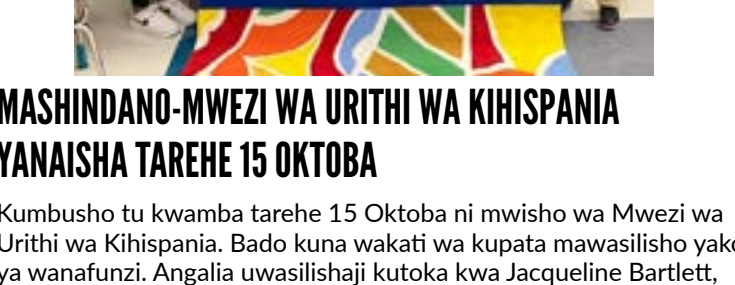 MASHINDANO-MWEZI WA URITHI WA KIHISPANIA
YANAISHA TAREHE 15 OKTOBA
Kumbusho tu kwamba tarehe 15 Oktoba ni mwisho wa Mwezi wa
Urithi wa Kihispania. Bado kuna wakati wa kupata mawasilisho yako
ya wanafunzi. Angalia uwasilishaji kutoka kwa Jacqueline Bartlett,